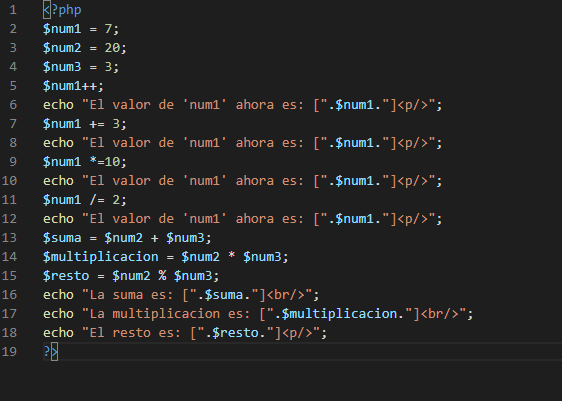 1 <?php
2 $num1 = 7;
3 $num2 = 20;
4 $num3 = 3;
5 $num1++;
6 echo "El valor de 'num1' ahora es: [".$num1."]<p/>";
7 $num1 += 3;
8 echo "El valor de 'num1' ahora es: [".$num1."]<p/>";
9 $num1 *=10;
10 echo "El valor de 'num1' ahora es: [".$num1."]<p/>";
11 $num1 /= 2;
12 echo "El valor de 'num1' ahora es: [".$num1."]<p/>";
13 $suma = $num2 + $num3;
14 $multiplicacion = $num2 * $num3;
15 $resto = $num2 % $num3;
16 echo "La suma es: [".$suma."]<br/>";
17 echo "La multiplicacion es: [".$multiplicacion."]<br/>";
18 echo "El resto es: [".$resto."]<p/>";
19 ?>